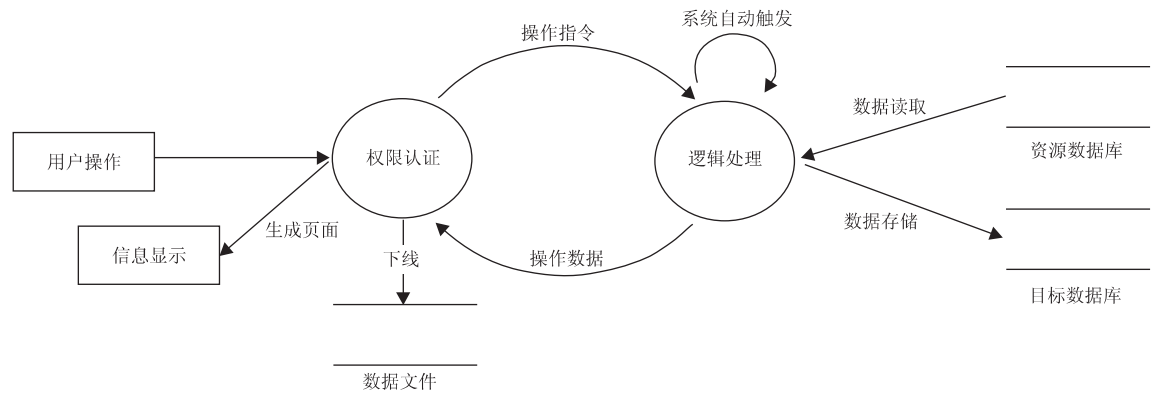 系统自动触发
操作指令
数据读取
用户操作
权限认证
逻辑处理
资源数据库
生成页面
数据存储
信息显示
下线
操作数据
目标数据库
数据文件